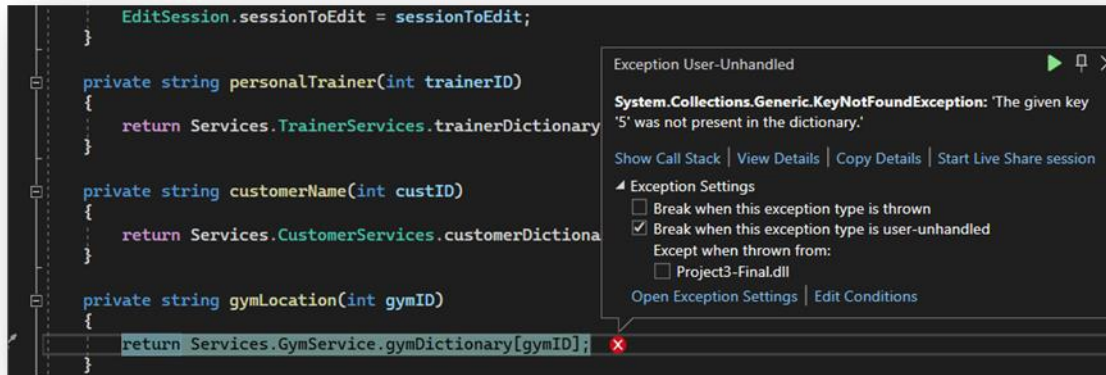 EditSession.sessionToEdit = sessionToEdit;
}
private string personalTrainer(int trainerID)
{
return Services.TrainerServices.trainerDictionary
}
private string customerName(int custID)
{
return Services.CustomerServices.customerDictiona
}
private string gymLocation(int gymID)
{
return Services.GymService.gymDictionary[gymID];
}
Exception User-Unhandled
System.Collections.Generic.KeyNotFoundException: 'The given key
'5' was not present in the dictionary.'
Show Call Stack | View Details | Copy Details | Start Live Share session
Exception Settings
Break when this exception type is thrown
Break when this exception type is user-unhandled
Except when thrown from:
Project3-Final.dll
Open Exception Settings | Edit Conditions